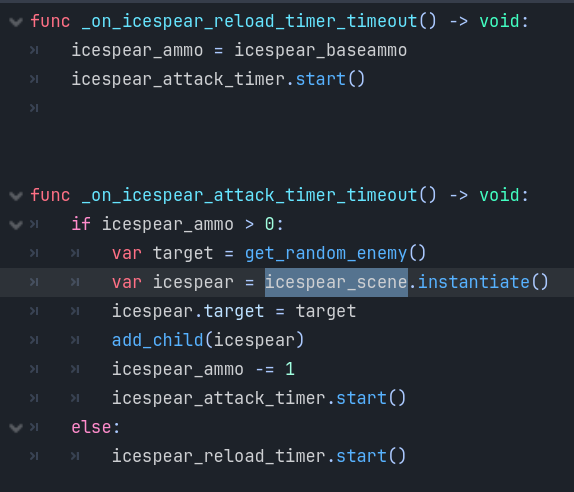 func _on_icespear_reload_timer_timeout() -> void:
icespear_ammo = icespear_baseammo
icespear_attack_timer.start()
func _on_icespear_attack_timer_timeout() -> void:
if icespear_ammo > 0:
var target = get_random_enemy()
var icespear = icespear_scene.instantiate()
icespear.target = target
add_child(icespear)
icespear_ammo -= 1
icespear_attack_timer.start()
else:
icespear_reload_timer.start()